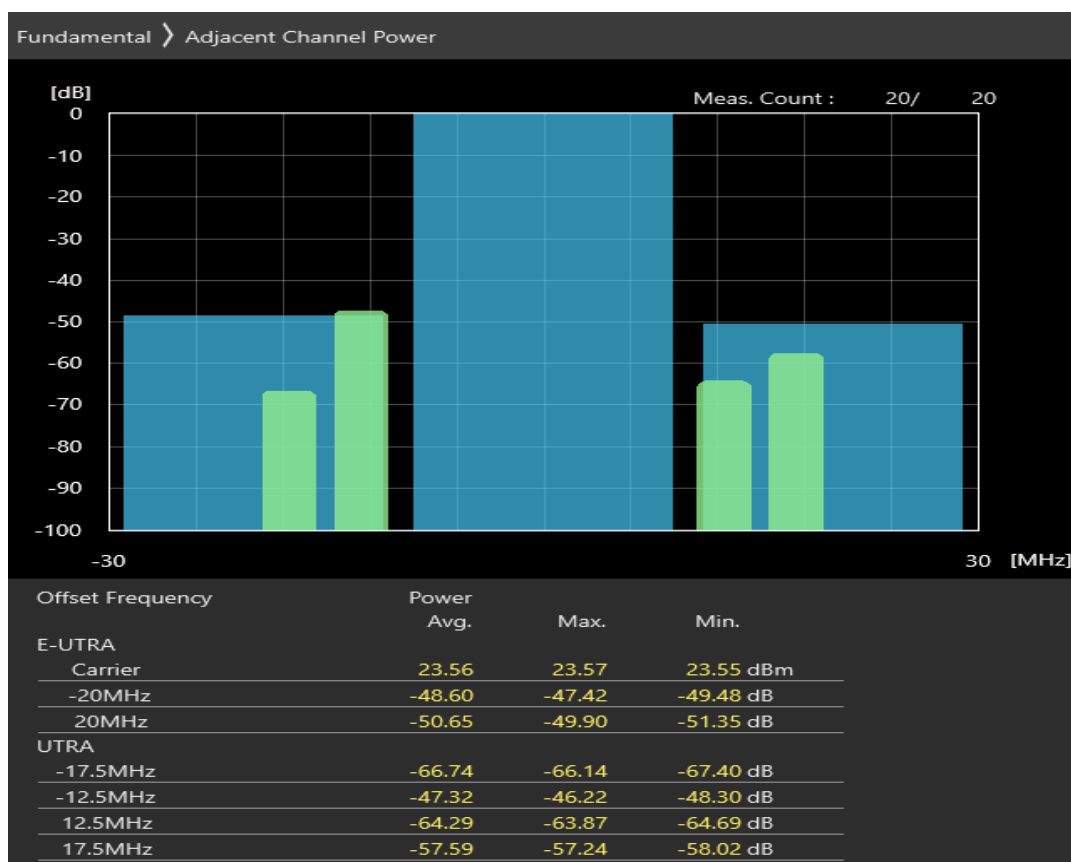 Fundamental ❯ Adjacent Channel Power
[dB]
Meas. Count : 20/ 20
0
-10
-20
-30
-40
-50
-60
-70
-80
-90
-100
-30 30 [MHz]
Offset Frequency Power
Avg. Max. Min.
E-UTRA
Carrier 23.56 23.57 23.55 dBm
-20MHz -48.60 -47.42 -49.48 dB
20MHz -50.65 -49.90 -51.35 dB
UTRA
-17.5MHz -66.74 -66.14 -67.40 dB
-12.5MHz -47.32 -46.22 -48.30 dB
12.5MHz -64.29 -63.87 -64.69 dB
17.5MHz -57.59 -57.24 -58.02 dB